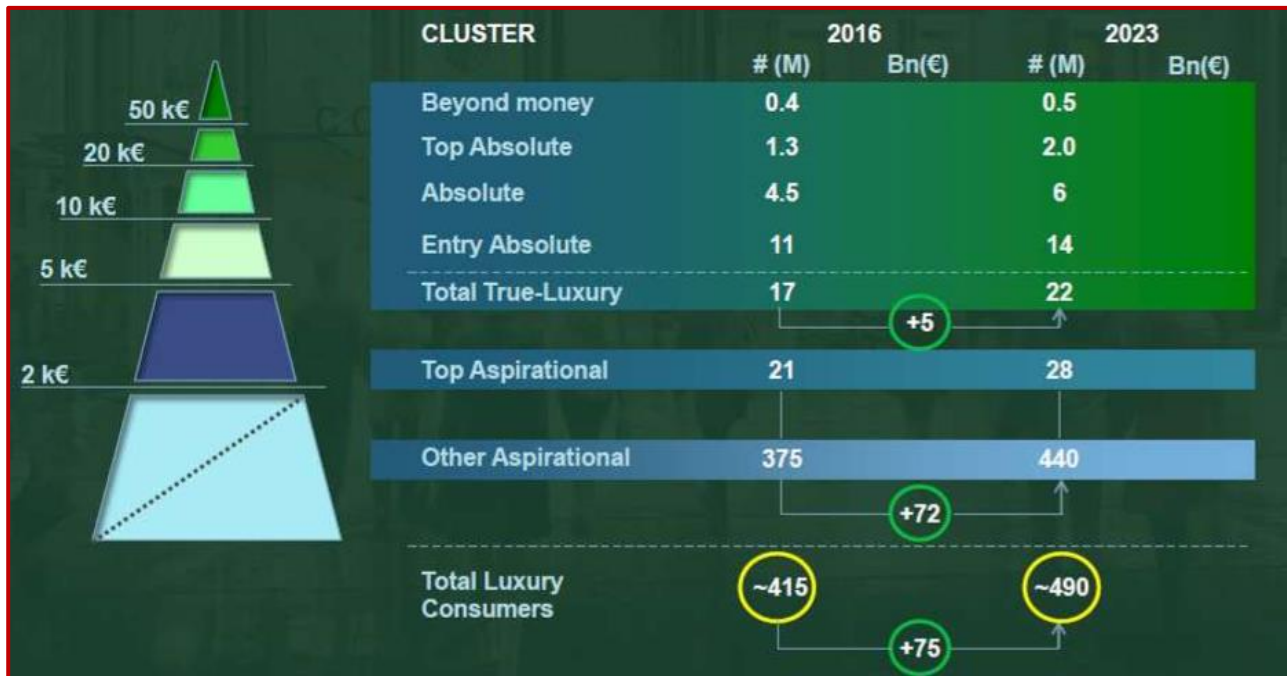 CLUSTER 2016 2023
# (M) Bn(€) # (M) Bn(€)
50 k€
Beyond money 0.4 0.5
20 k€
Top Absolute 1.3 2.0
10 k€
Absolute 4.5 6
5 k€
Entry Absolute 11 14
Total True-Luxury 17 22
+5
2 k€
Top Aspirational 21 28
Other Aspirational 375 440
+72
Total Luxury
Consumers
~415 ~490
+75